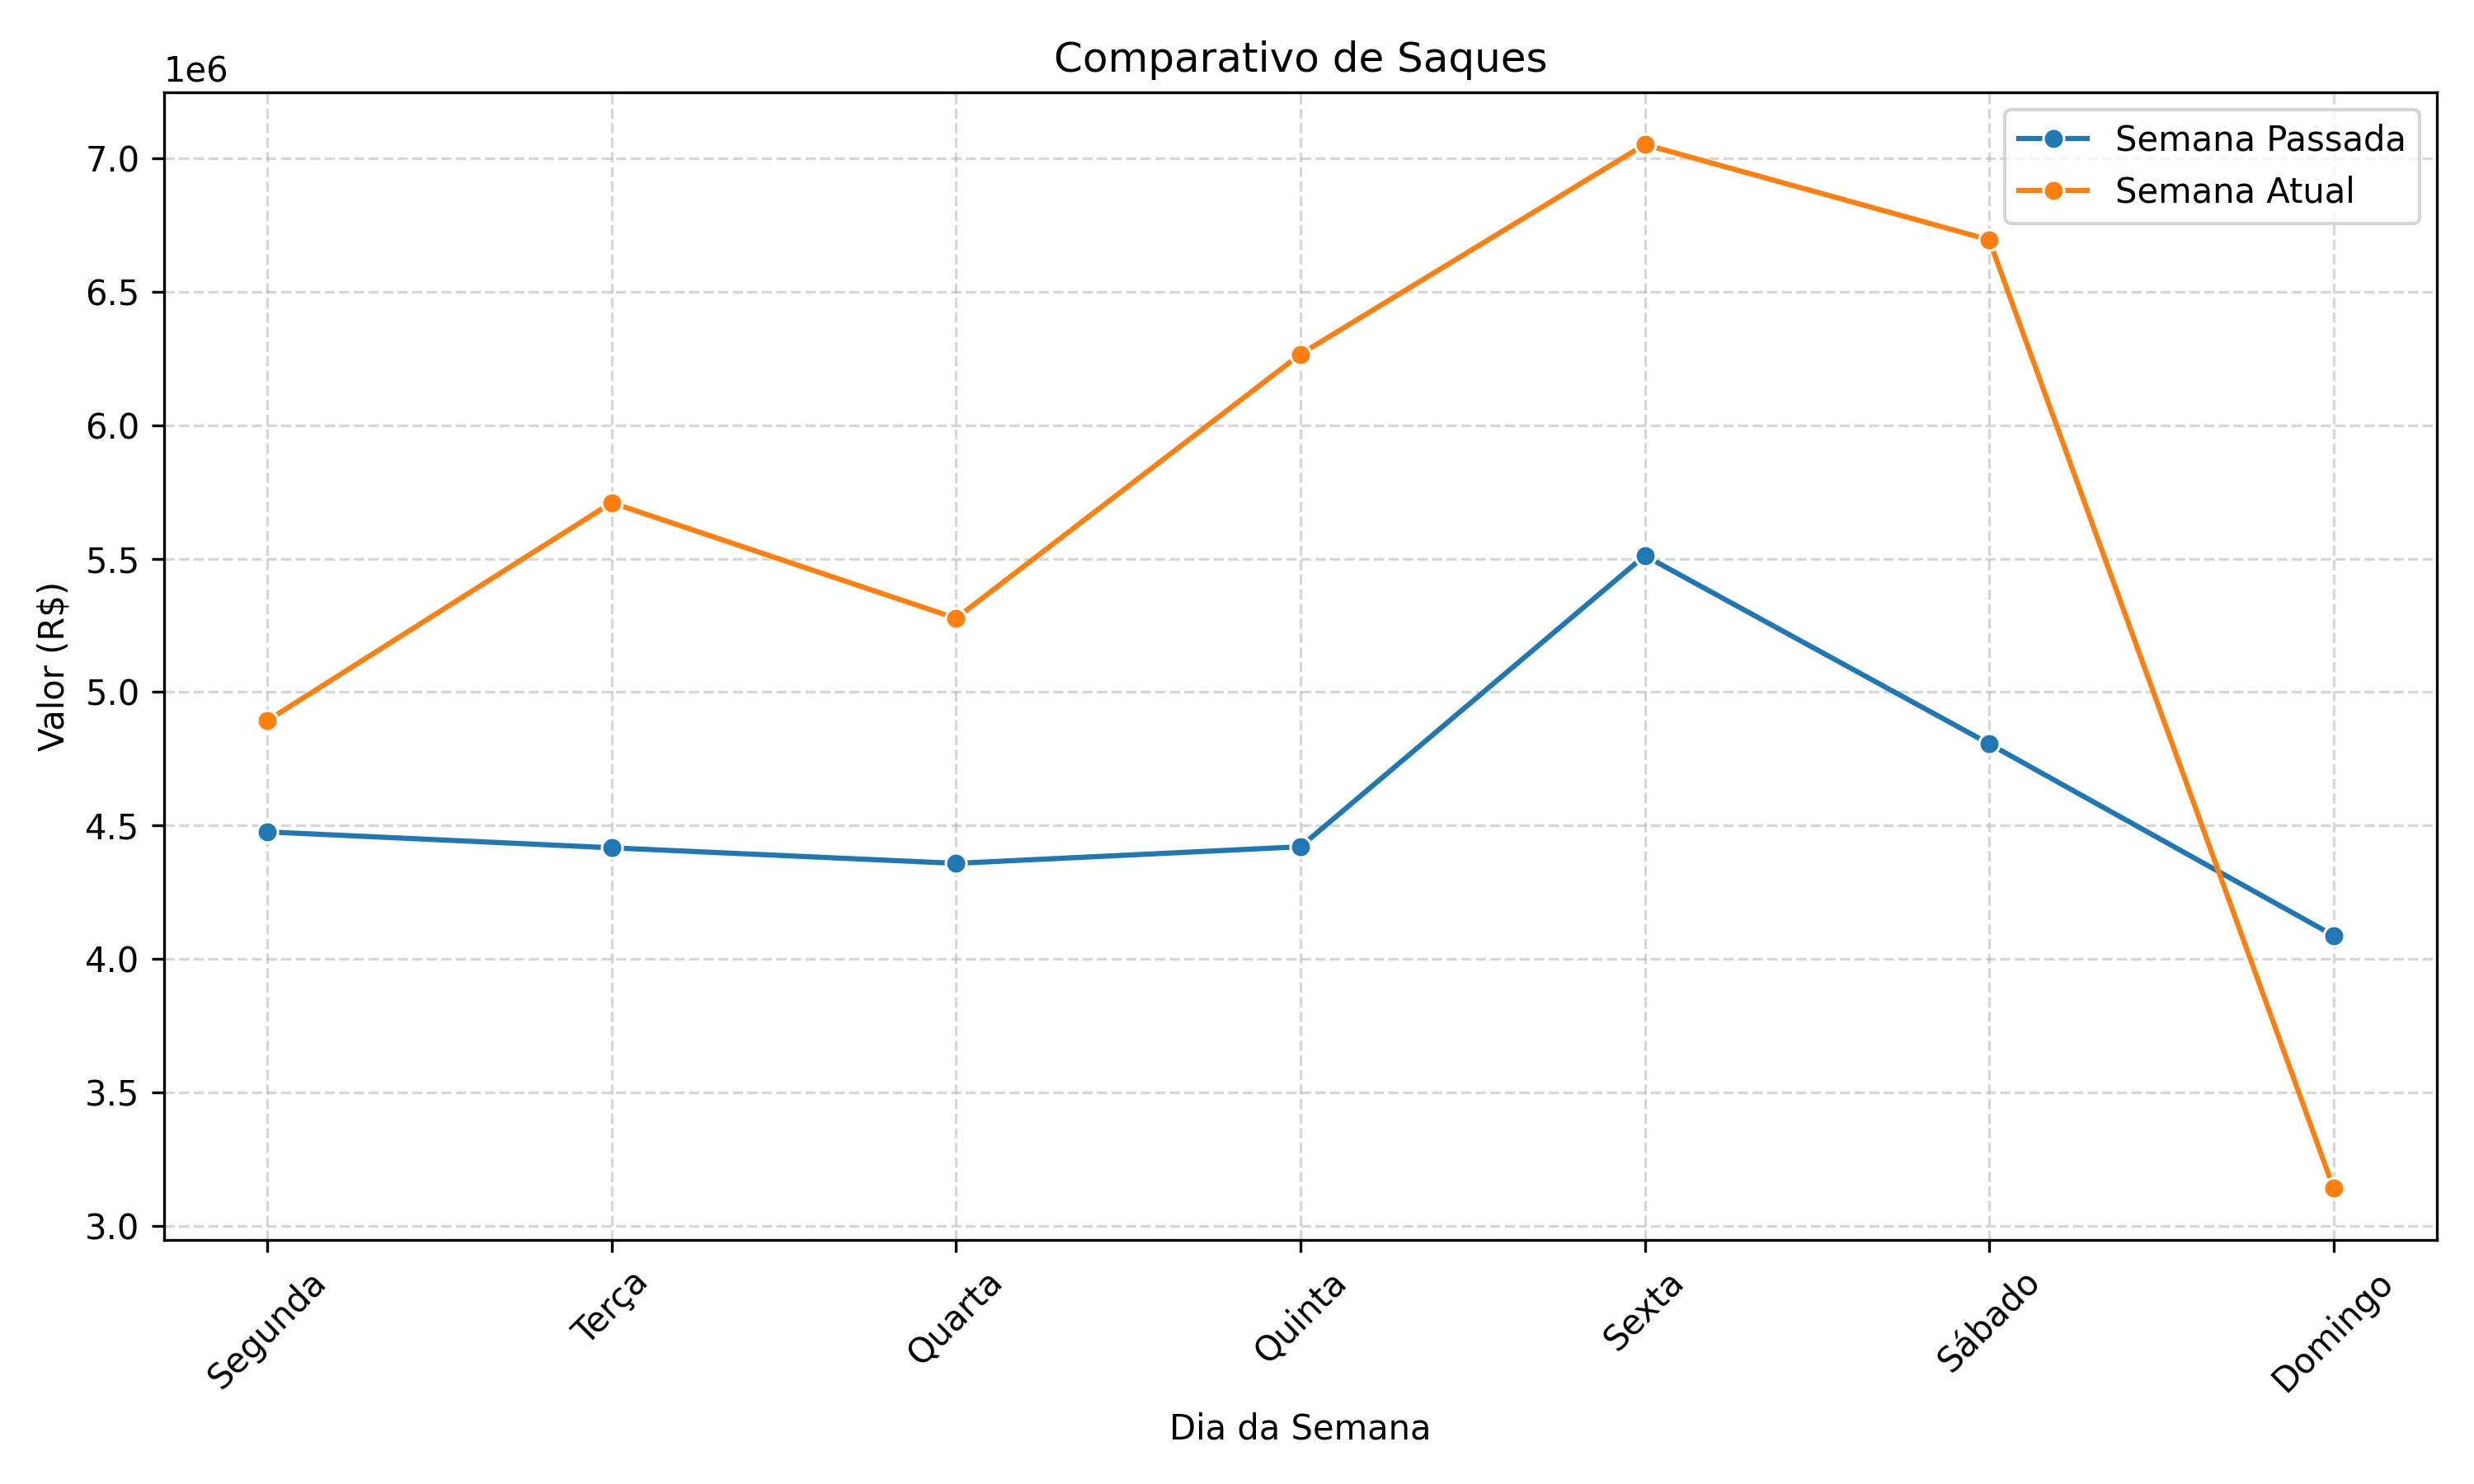 Comparativo de Saques
1e6
Semana Passada
Semana Atual
7.0
6.5
6.0
5.5
5.0
4.5
4.0
3.5
3.0
Valor (R$)
Segunda
Terça
Quarta
Quinta
Sexta
Sábado
Domingo
Dia da Semana